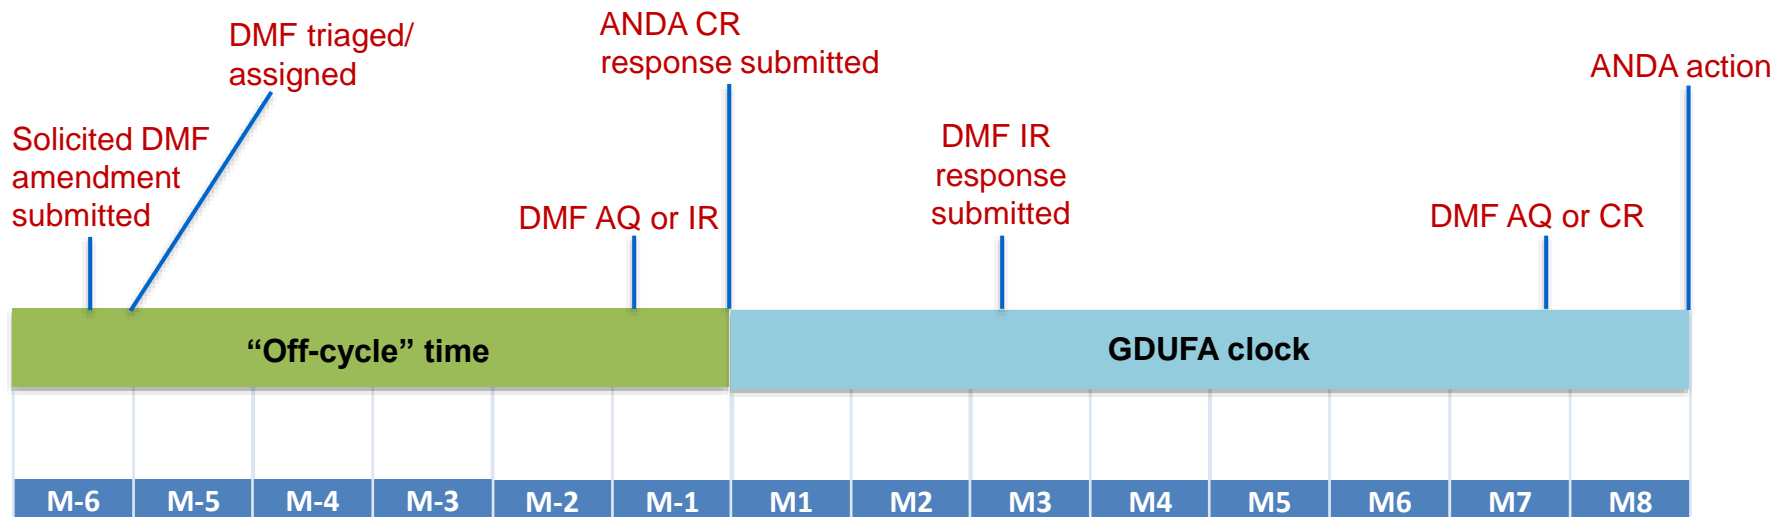 DMF triaged/
assigned
ANDA CR
response submitted
ANDA action
Solicited DMF
amendment
submitted
DMF AQ or IR
DMF IR
response
submitted
DMF AQ or CR
“Off-cycle” time
GDUFA clock
M-6 M-5 M-4 M-3 M-2 M-1 M1 M2 M3 M4 M5 M6 M7 M8